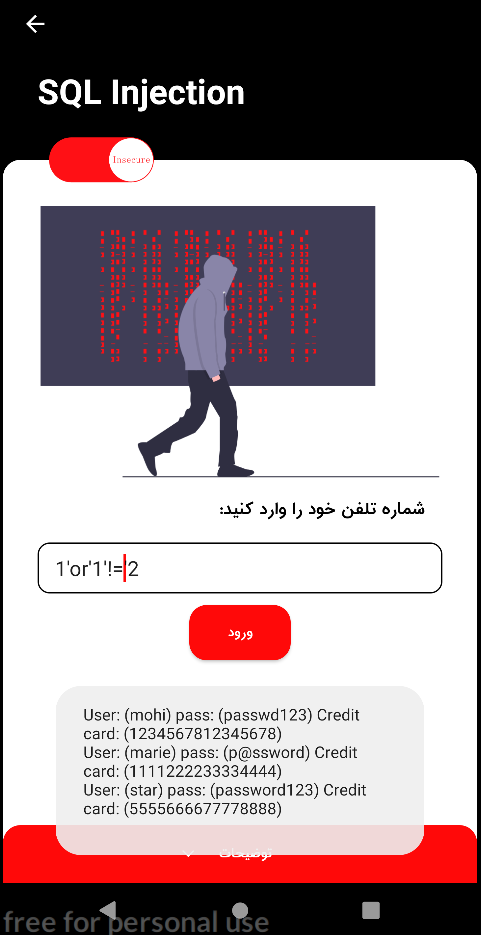 SQL Injection
Insecure
شماره تلفن خود را وارد کنید:
1'or'1'!=2
ورود
User: (mohi) pass: (passwd123) Credit
card: (1234567812345678)
User: (marie) pass: (p@ssword) Credit
card: (1111222233334444)
User: (star) pass: (password123) Credit
card: (5555666677778888)
توضیحات
free for personal use